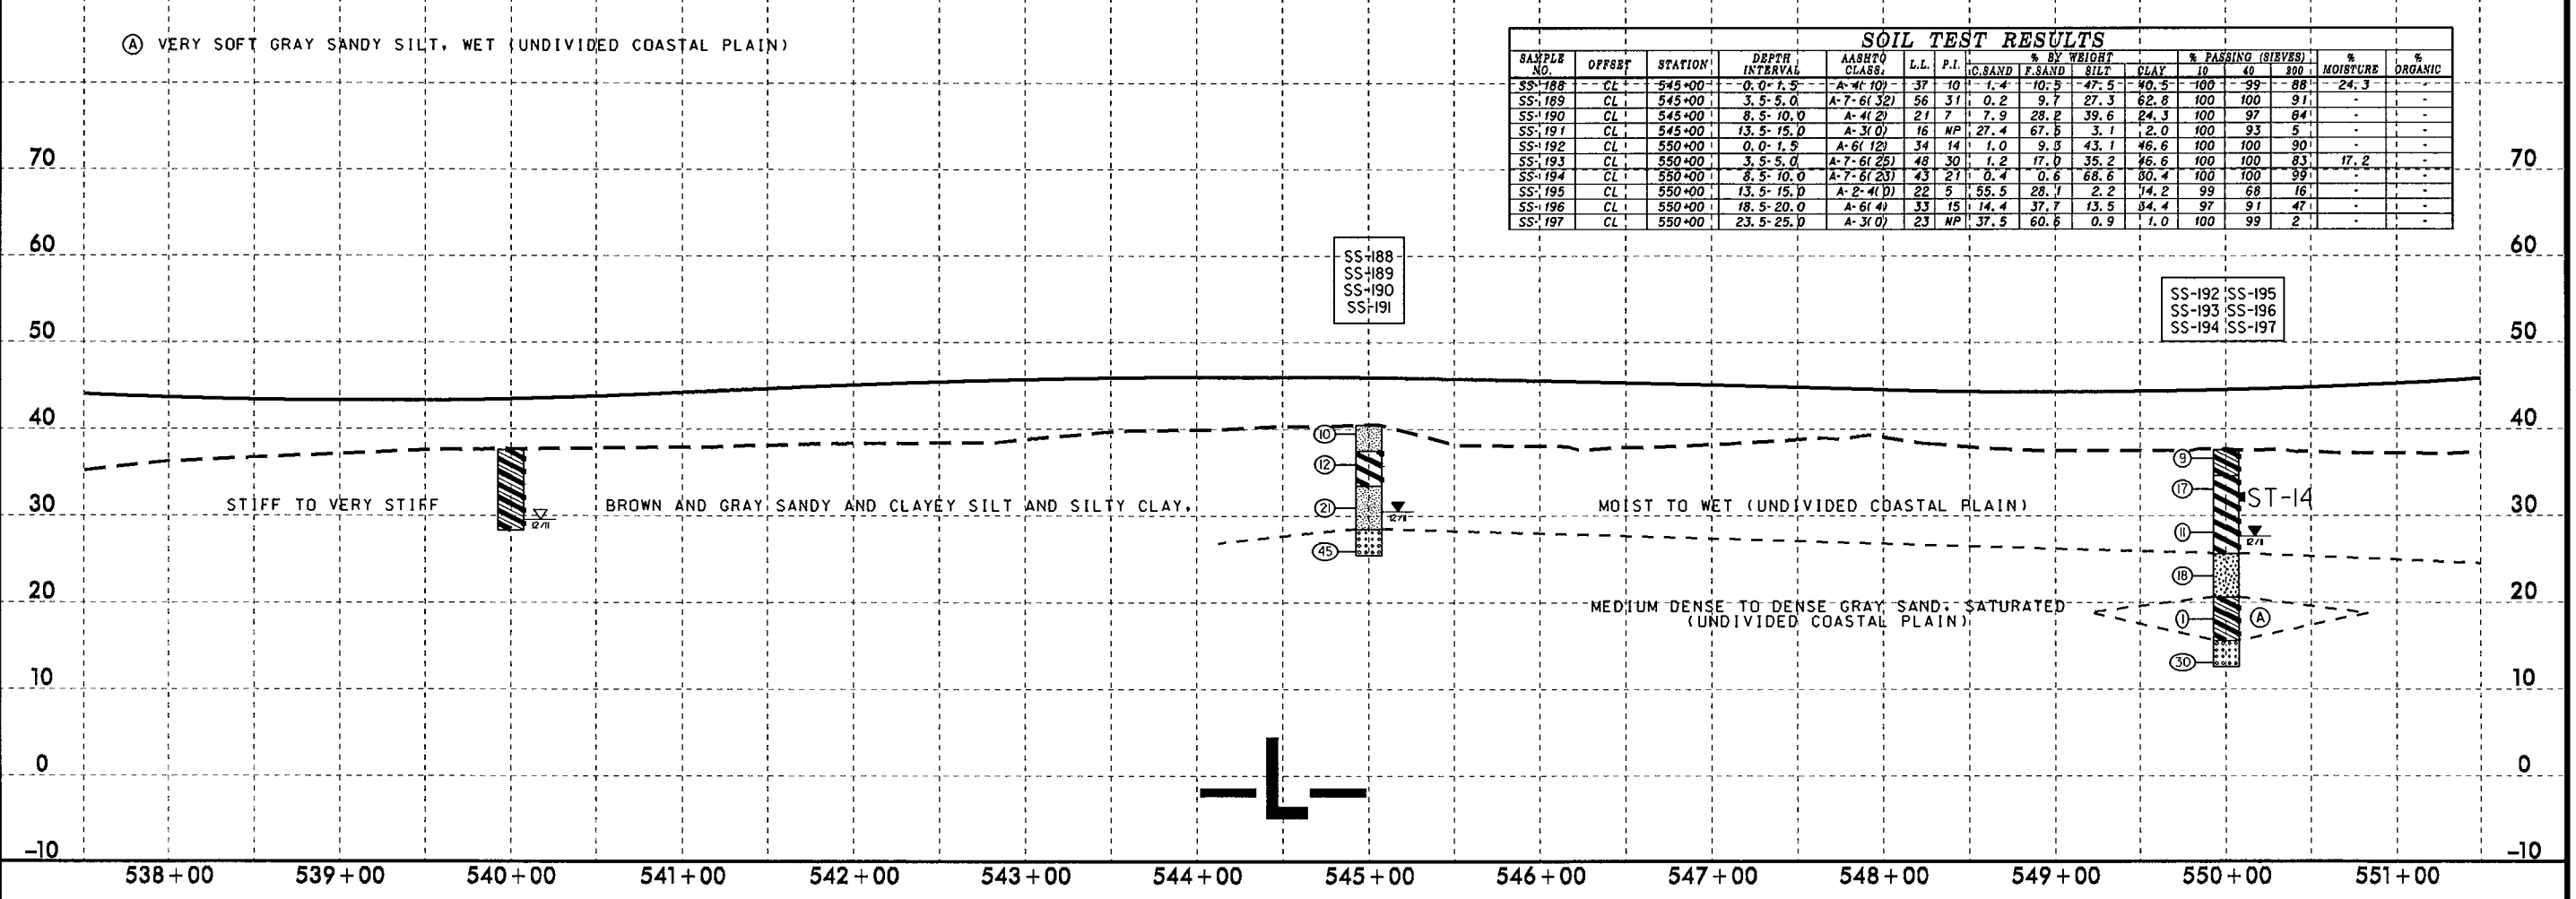 Ⓐ VERY SOFT GRAY SANDY SILT, WET (UNDIVIDED COASTAL PLAIN)
SOIL TEST RESULTS
SAMPLE NO. OFFSET STATION DEPTH INTERVAL AASHTO CLASS. L.L. P.I. % BY WEIGHT C.SAND F.SAND SILT CLAY % PASSING (SIEVES) 10 40 200 % MOISTURE % ORGANIC
SS-188 CL 545+00 0.0-1.5 A-4(10) 37 10 1.4 10.5 47.5 40.5 100 99 88 24.3 -
SS-189 CL 545+00 3.5-5.0 A-7-6(32) 56 31 0.2 9.7 27.3 62.8 100 100 91 - -
SS-190 CL 545+00 8.5-10.0 A-4(2) 21 7 7.9 28.2 39.6 24.3 100 97 64 - -
SS-191 CL 545+00 13.5-15.0 A-3(0) 16 NP 27.4 67.5 3.1 2.0 100 93 5 - -
SS-192 CL 550+00 0.0-1.5 A-6(12) 34 14 1.0 9.3 43.1 46.6 100 100 90 - -
SS-193 CL 550+00 3.5-5.0 A-7-6(25) 48 30 1.2 17.0 35.2 46.6 100 100 83 17.2 -
SS-194 CL 550+00 8.5-10.0 A-7-6(23) 43 21 0.4 0.6 68.6 30.4 100 100 99 - -
SS-195 CL 550+00 13.5-15.0 A-2-4(0) 22 5 55.5 28.1 2.2 14.2 99 68 16 - -
SS-196 CL 550+00 18.5-20.0 A-6(4) 33 15 14.4 37.7 13.5 34.4 97 91 47 - -
SS-197 CL 550+00 23.5-25.0 A-3(0) 23 NP 37.5 60.6 0.9 1.0 100 99 2 - -
70 70
60 60
SS-188
SS-189
SS-190
SS-191
SS-192 SS-195
SS-193 SS-196
SS-194 SS-197
50 50
40 40
10
9
12
17
ST-14
30 30
STIFF TO VERY STIFF BROWN AND GRAY SANDY AND CLAYEY SILT AND SILTY CLAY, MOIST TO WET (UNDIVIDED COASTAL PLAIN)
21
12/11
12/11
11
12/11
45
18
20 20
MEDIUM DENSE TO DENSE GRAY SAND, SATURATED
(UNDIVIDED COASTAL PLAIN)
1
Ⓐ
30
10 10
0 0
-L-
-10 -10
538+00 539+00 540+00 541+00 542+00 543+00 544+00 545+00 546+00 547+00 548+00 549+00 550+00 551+00